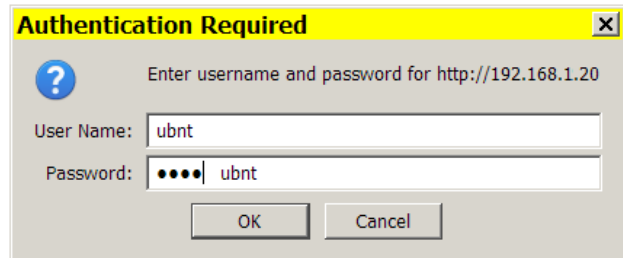 Authentication Required
Enter username and password for http://192.168.1.20
User Name: ubnt
Password: •••• ubnt
OK Cancel